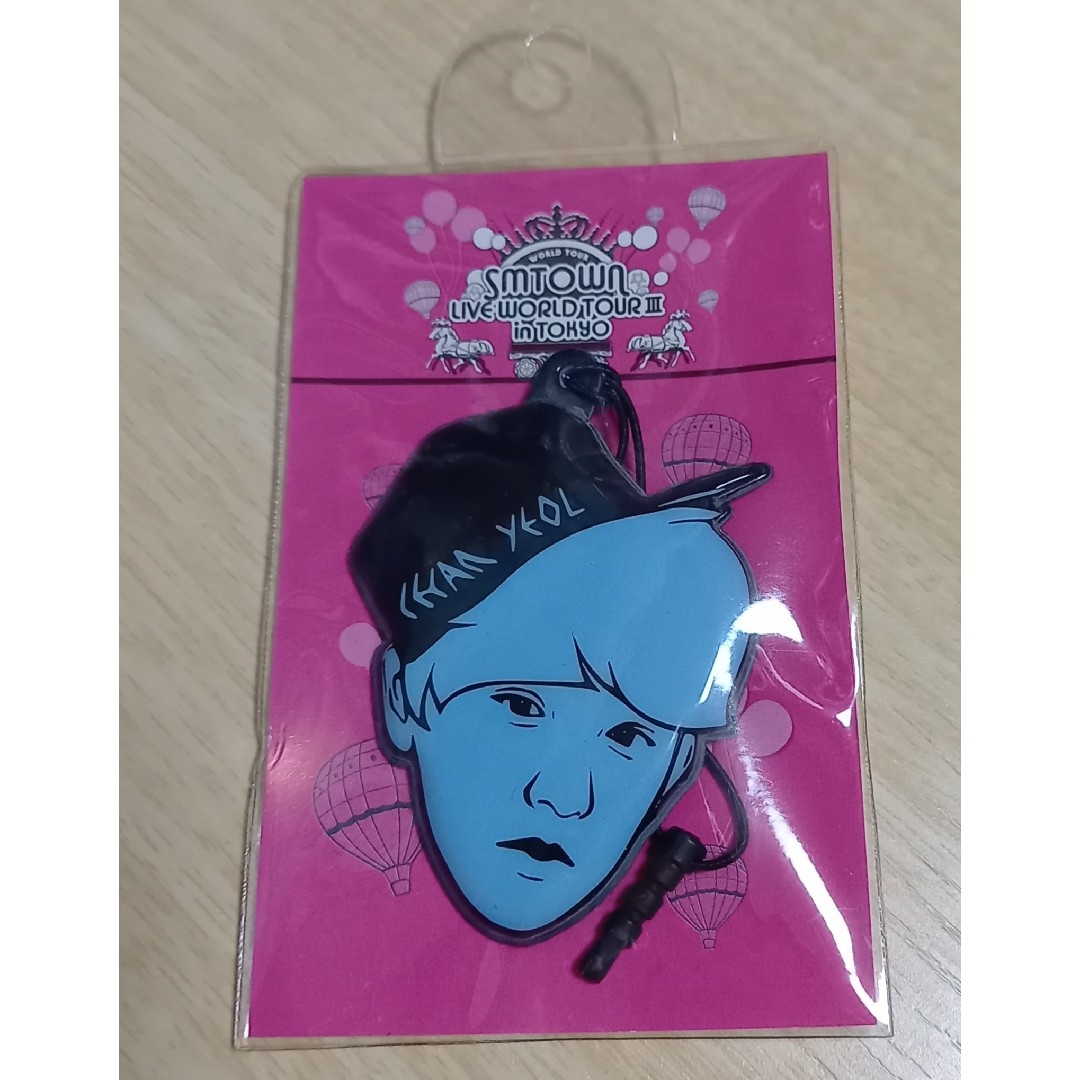 WORLD TOUR
SMTOWN
LIVE WORLD TOUR III
in TOKYO
CHAN YEOL